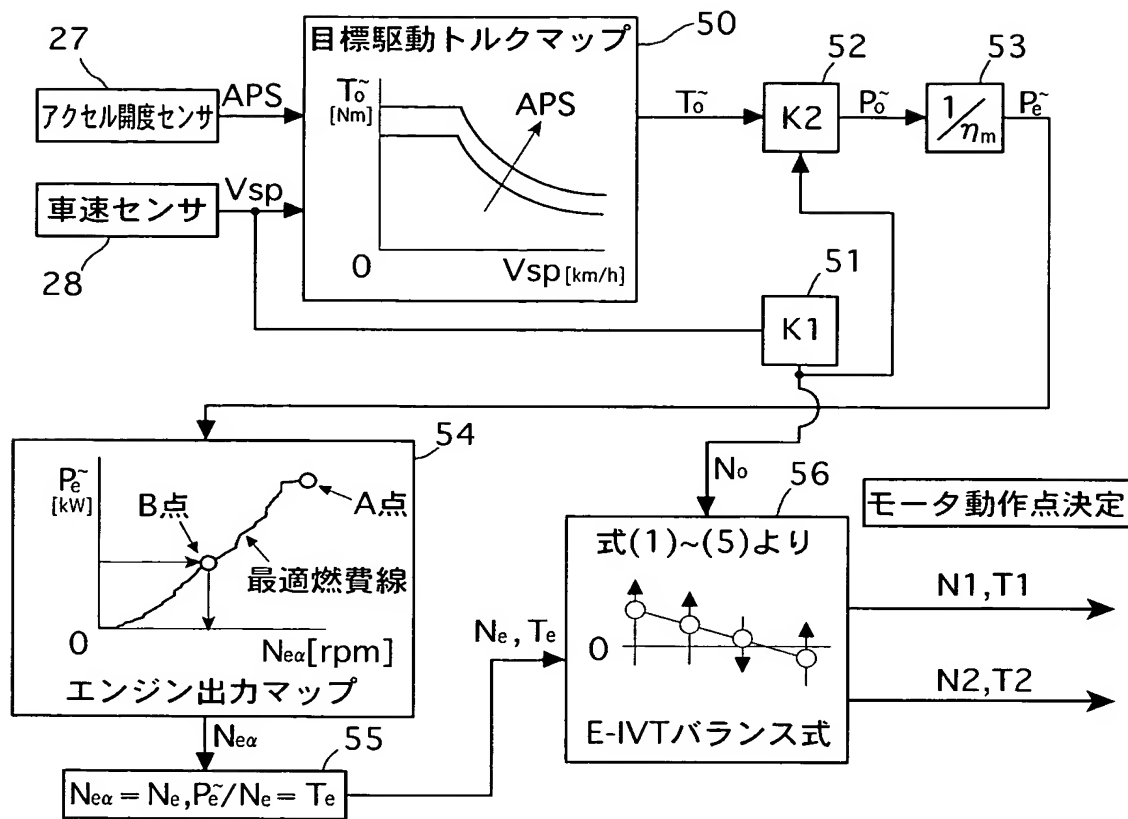 27
アクセル開度センサ
APS
車速センサ
28
Vsp
50
目標駆動トルクマップ
To~
[Nm]
APS
0
Vsp[km/h]
To~
52
K2
Po~
53
1/ηm
Pe~
51
K1
54
Pe~
[kW]
B点
A点
最適燃費線
0
Neα[rpm]
エンジン出力マップ
Neα
55
Neα=Ne,Pe~/Ne=Te
Ne,Te
No
56
式(1)~(5)より
0
E-IVTバランス式
モータ動作点決定
N1,T1
N2,T2